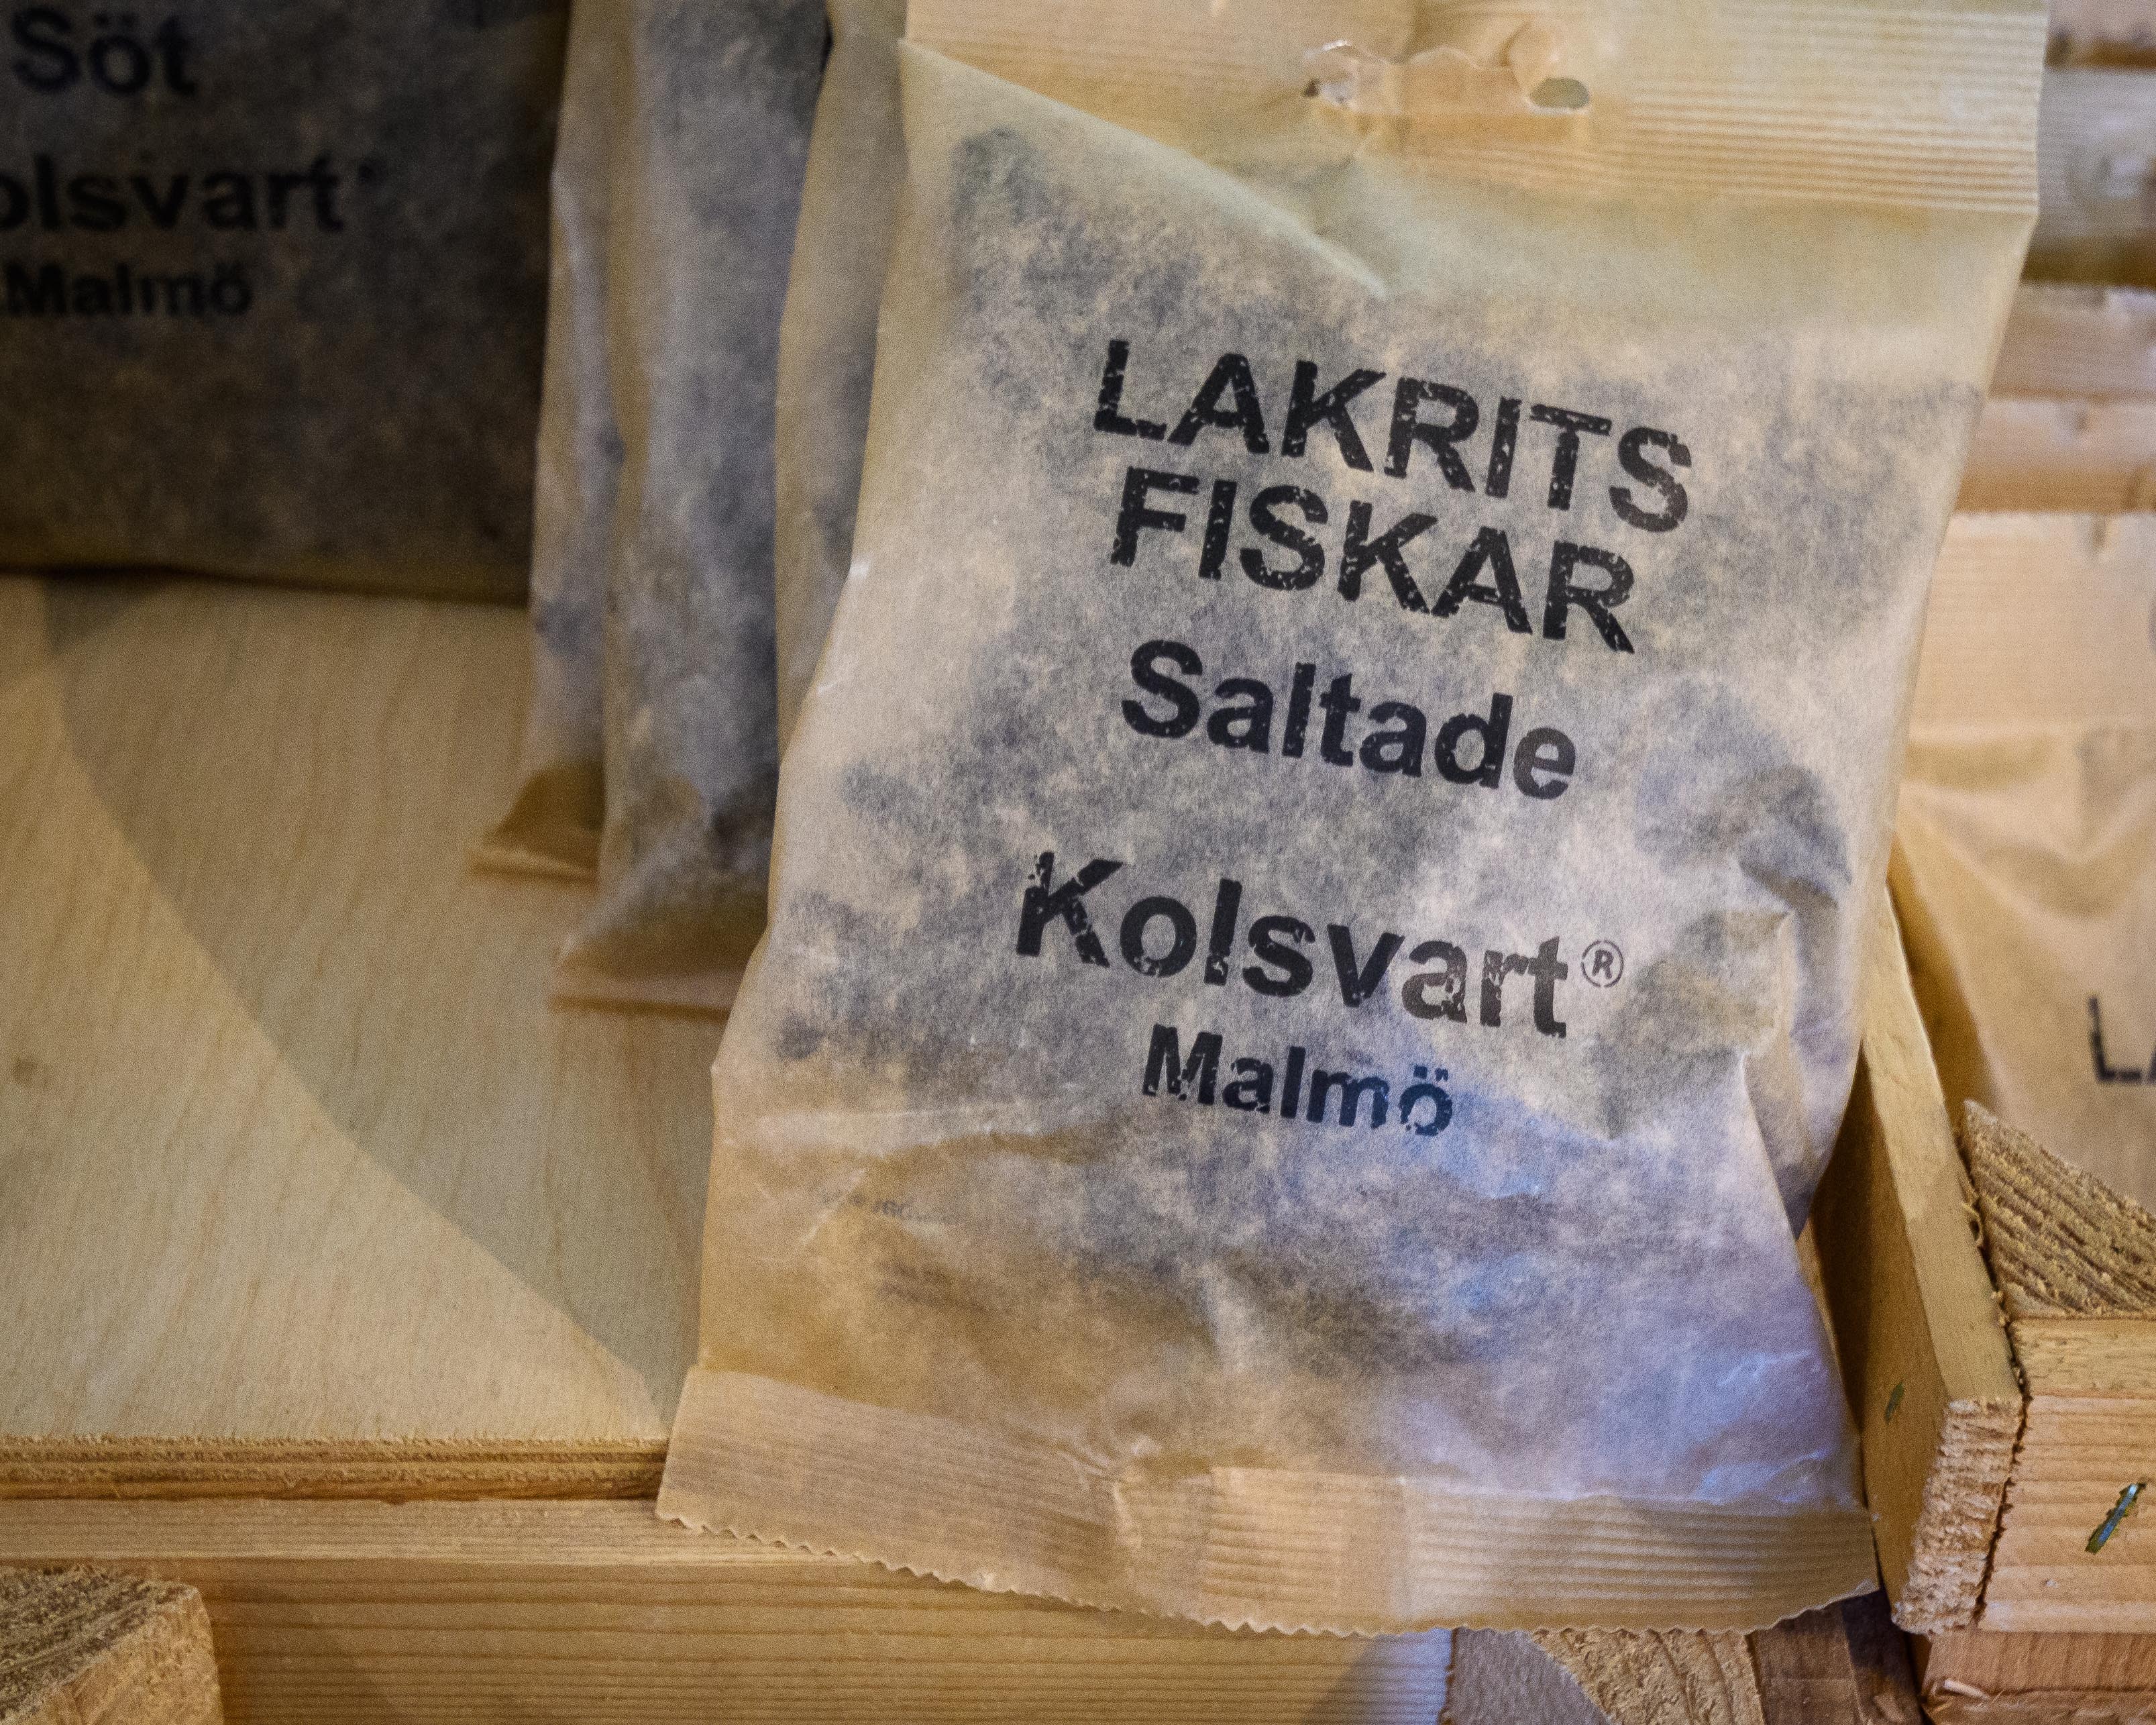 Söt
olsvart
Malmö
LAKRITS
FISKAR
Saltade
Kolsvart®
Malmö